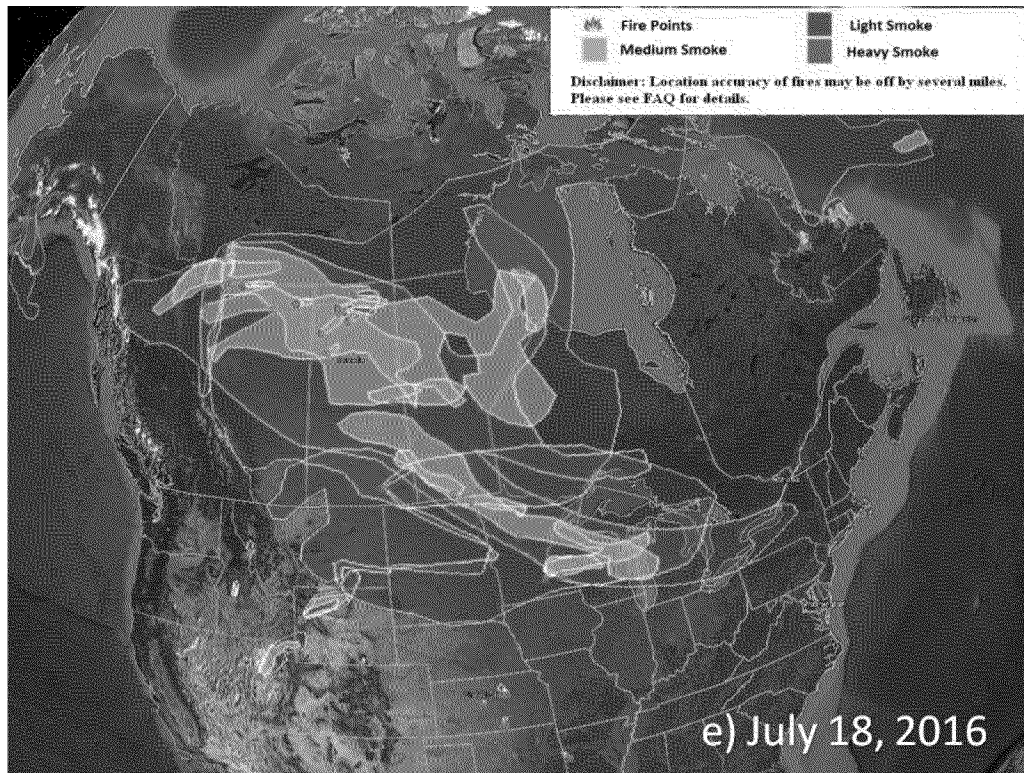 Fire Points
Light Smoke
Medium Smoke
Heavy Smoke
Disclaimer: Location accuracy of fires may be off by several miles.
Please see FAQ for details.
e) July 18, 2016